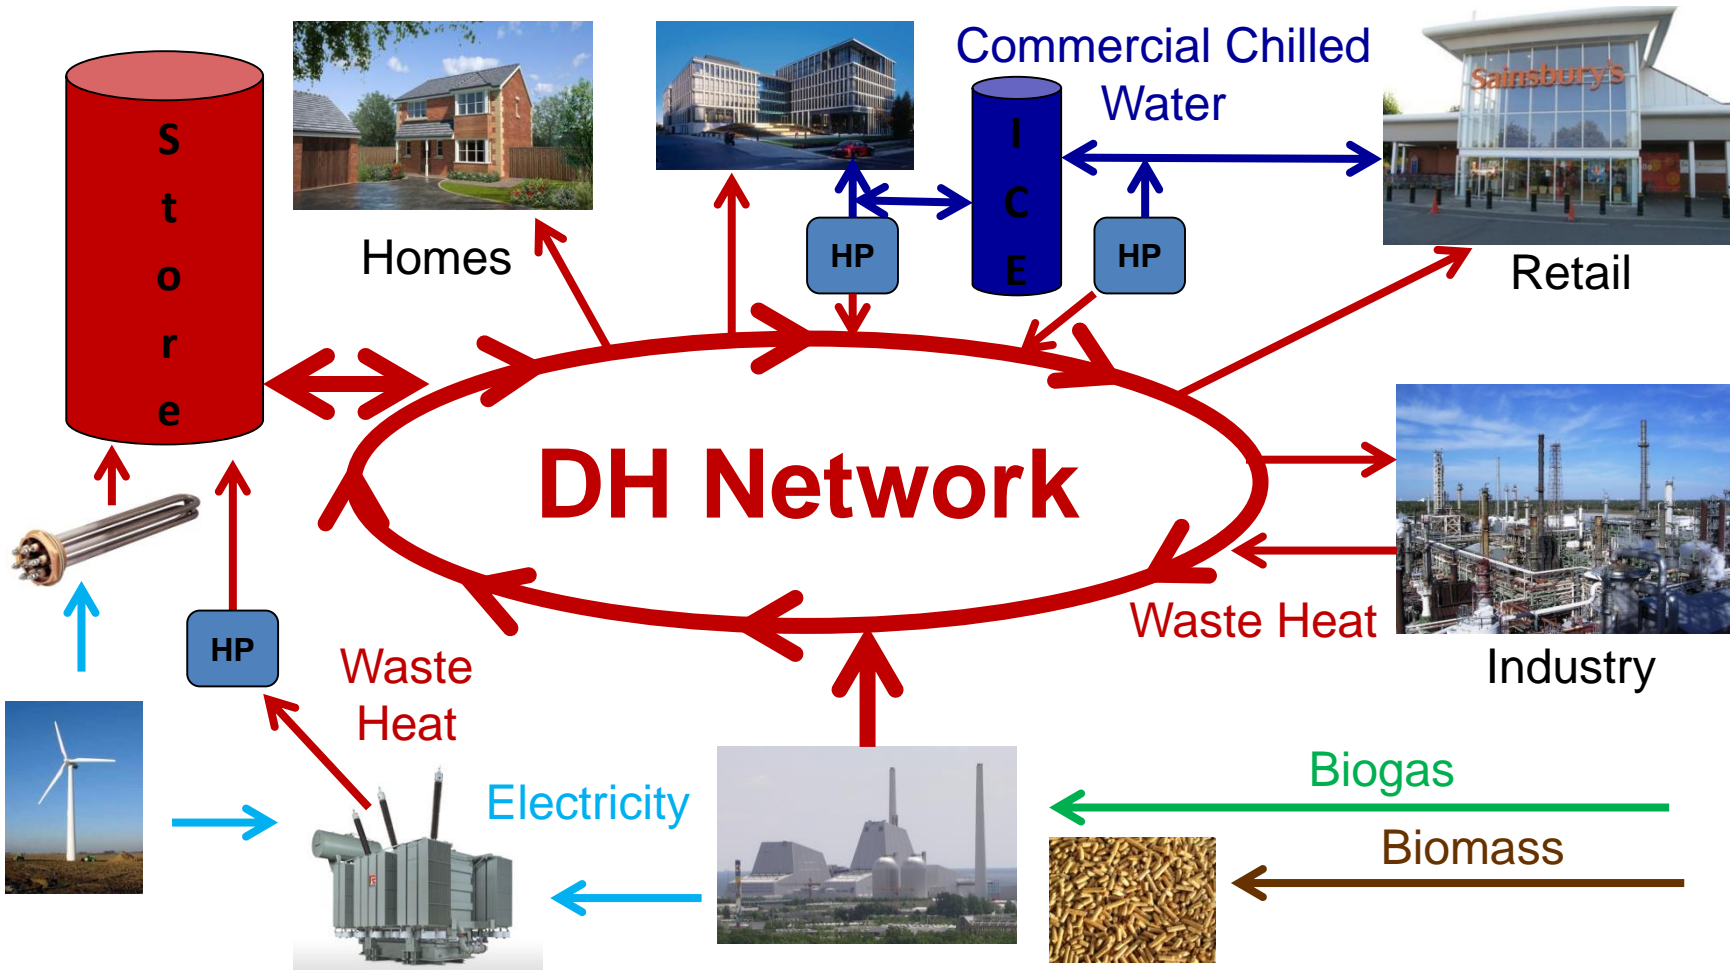 Commercial Chilled
Water
Sainsbury's
S
t
o
r
e
I
C
E
HP
HP
Homes
Retail
DH Network
Waste Heat
Industry
HP
Waste
Heat
Electricity
Biogas
Biomass